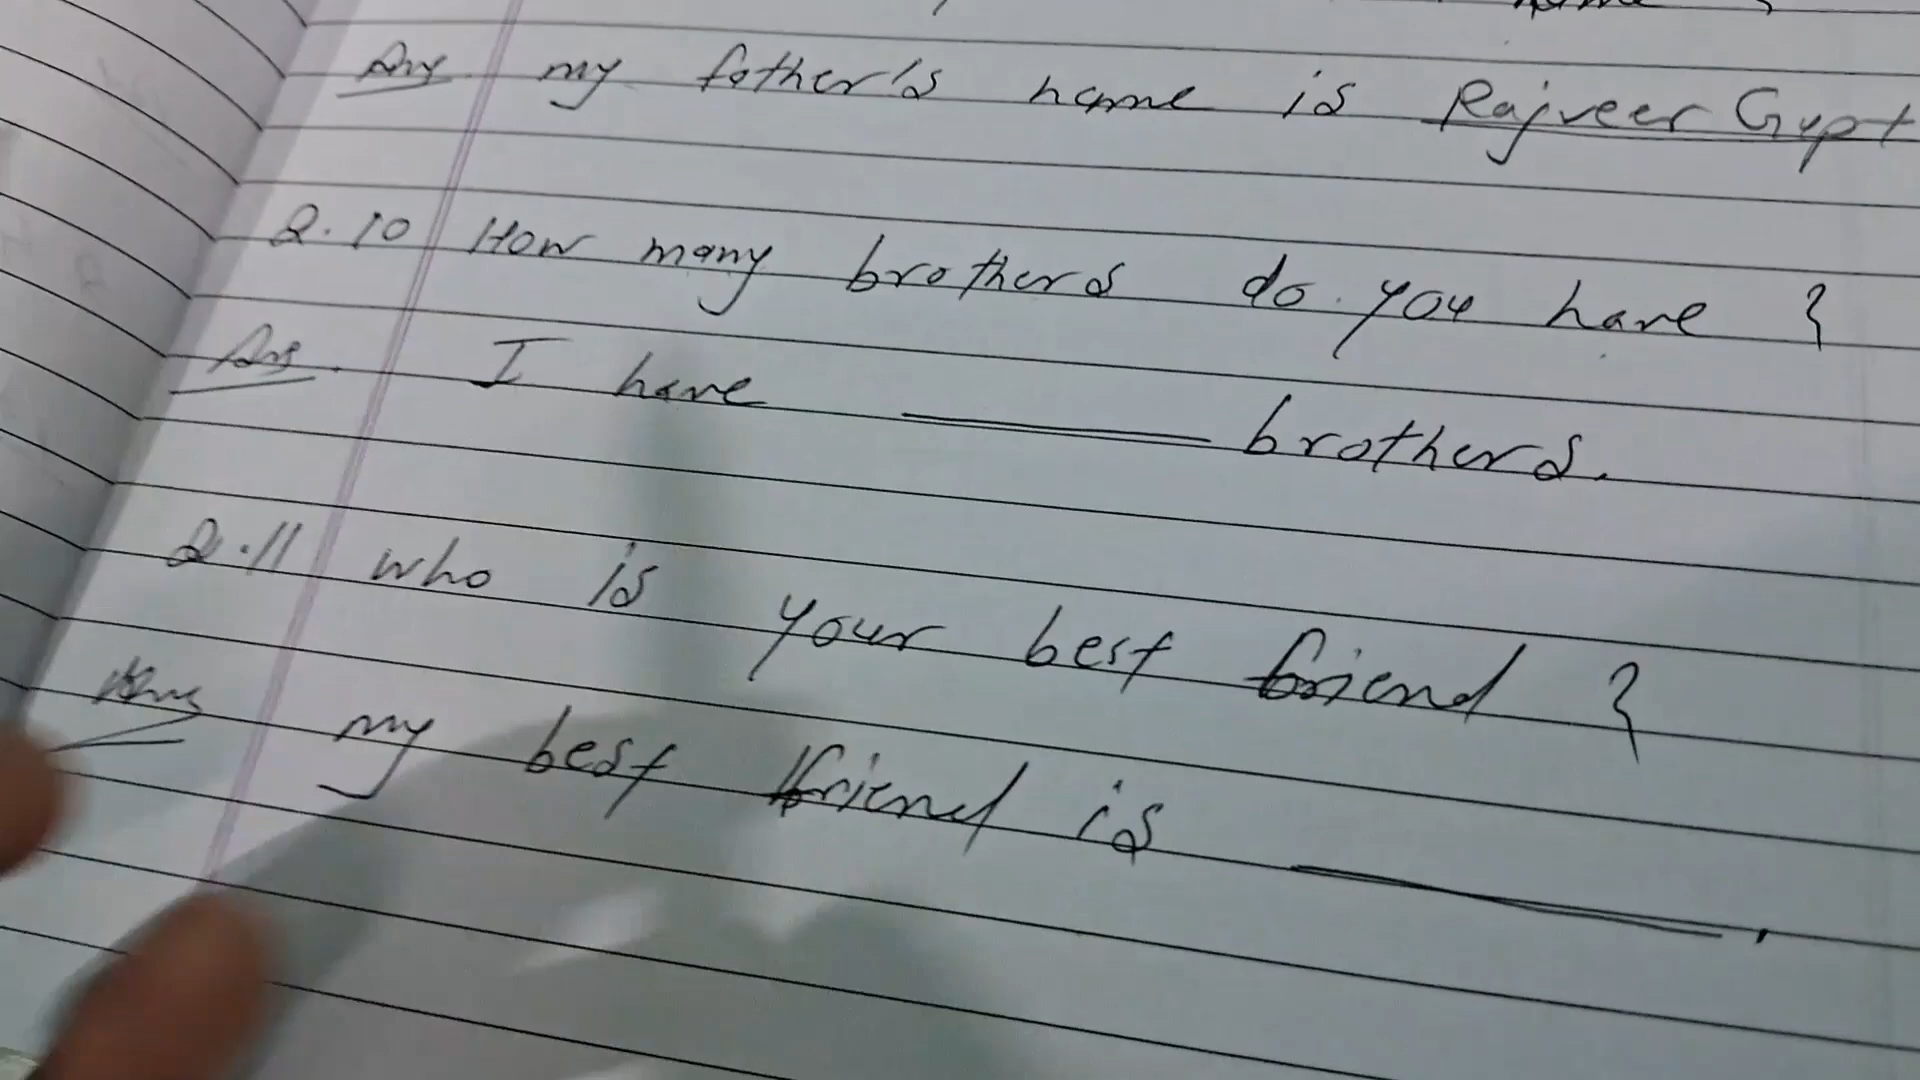 Ans my father's name is Rajveer Gupt
Q.10 How many brothers do you have ?
Ans. I have ______ brothers.
Q.11 who is your best friend ?
Ans my best friend is ______.